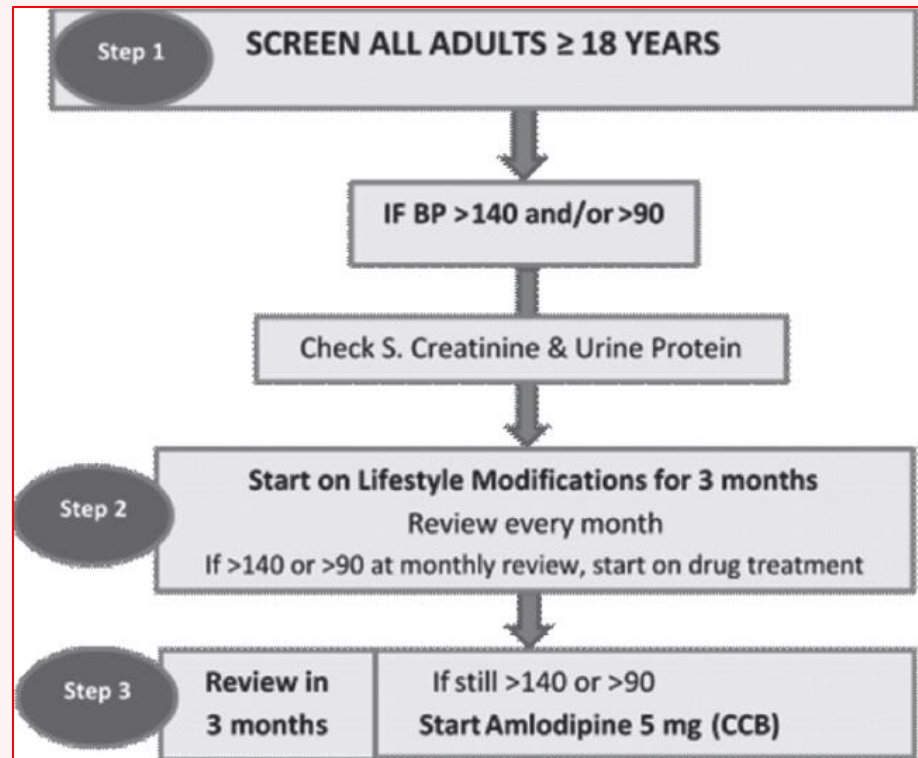 Step 1
SCREEN ALL ADULTS ≥ 18 YEARS
IF BP >140 and/or >90
Check S. Creatinine & Urine Protein
Step 2
Start on Lifestyle Modifications for 3 months
Review every month
If >140 or >90 at monthly review, start on drug treatment
Step 3
Review in
3 months
If still >140 or >90
Start Amlodipine 5 mg (CCB)